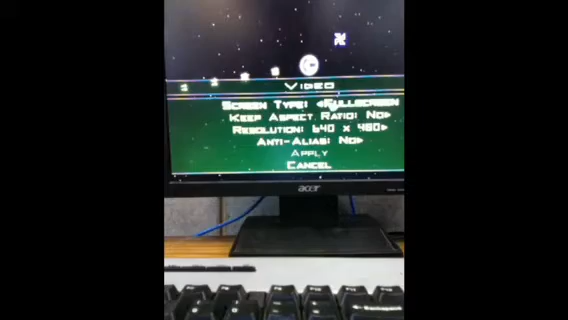 Video
Screen Type: Fullscreen
Keep Aspect Ratio: No
Resolution: 640 x 480
Anti-Alias: No
Apply
Cancel
acer